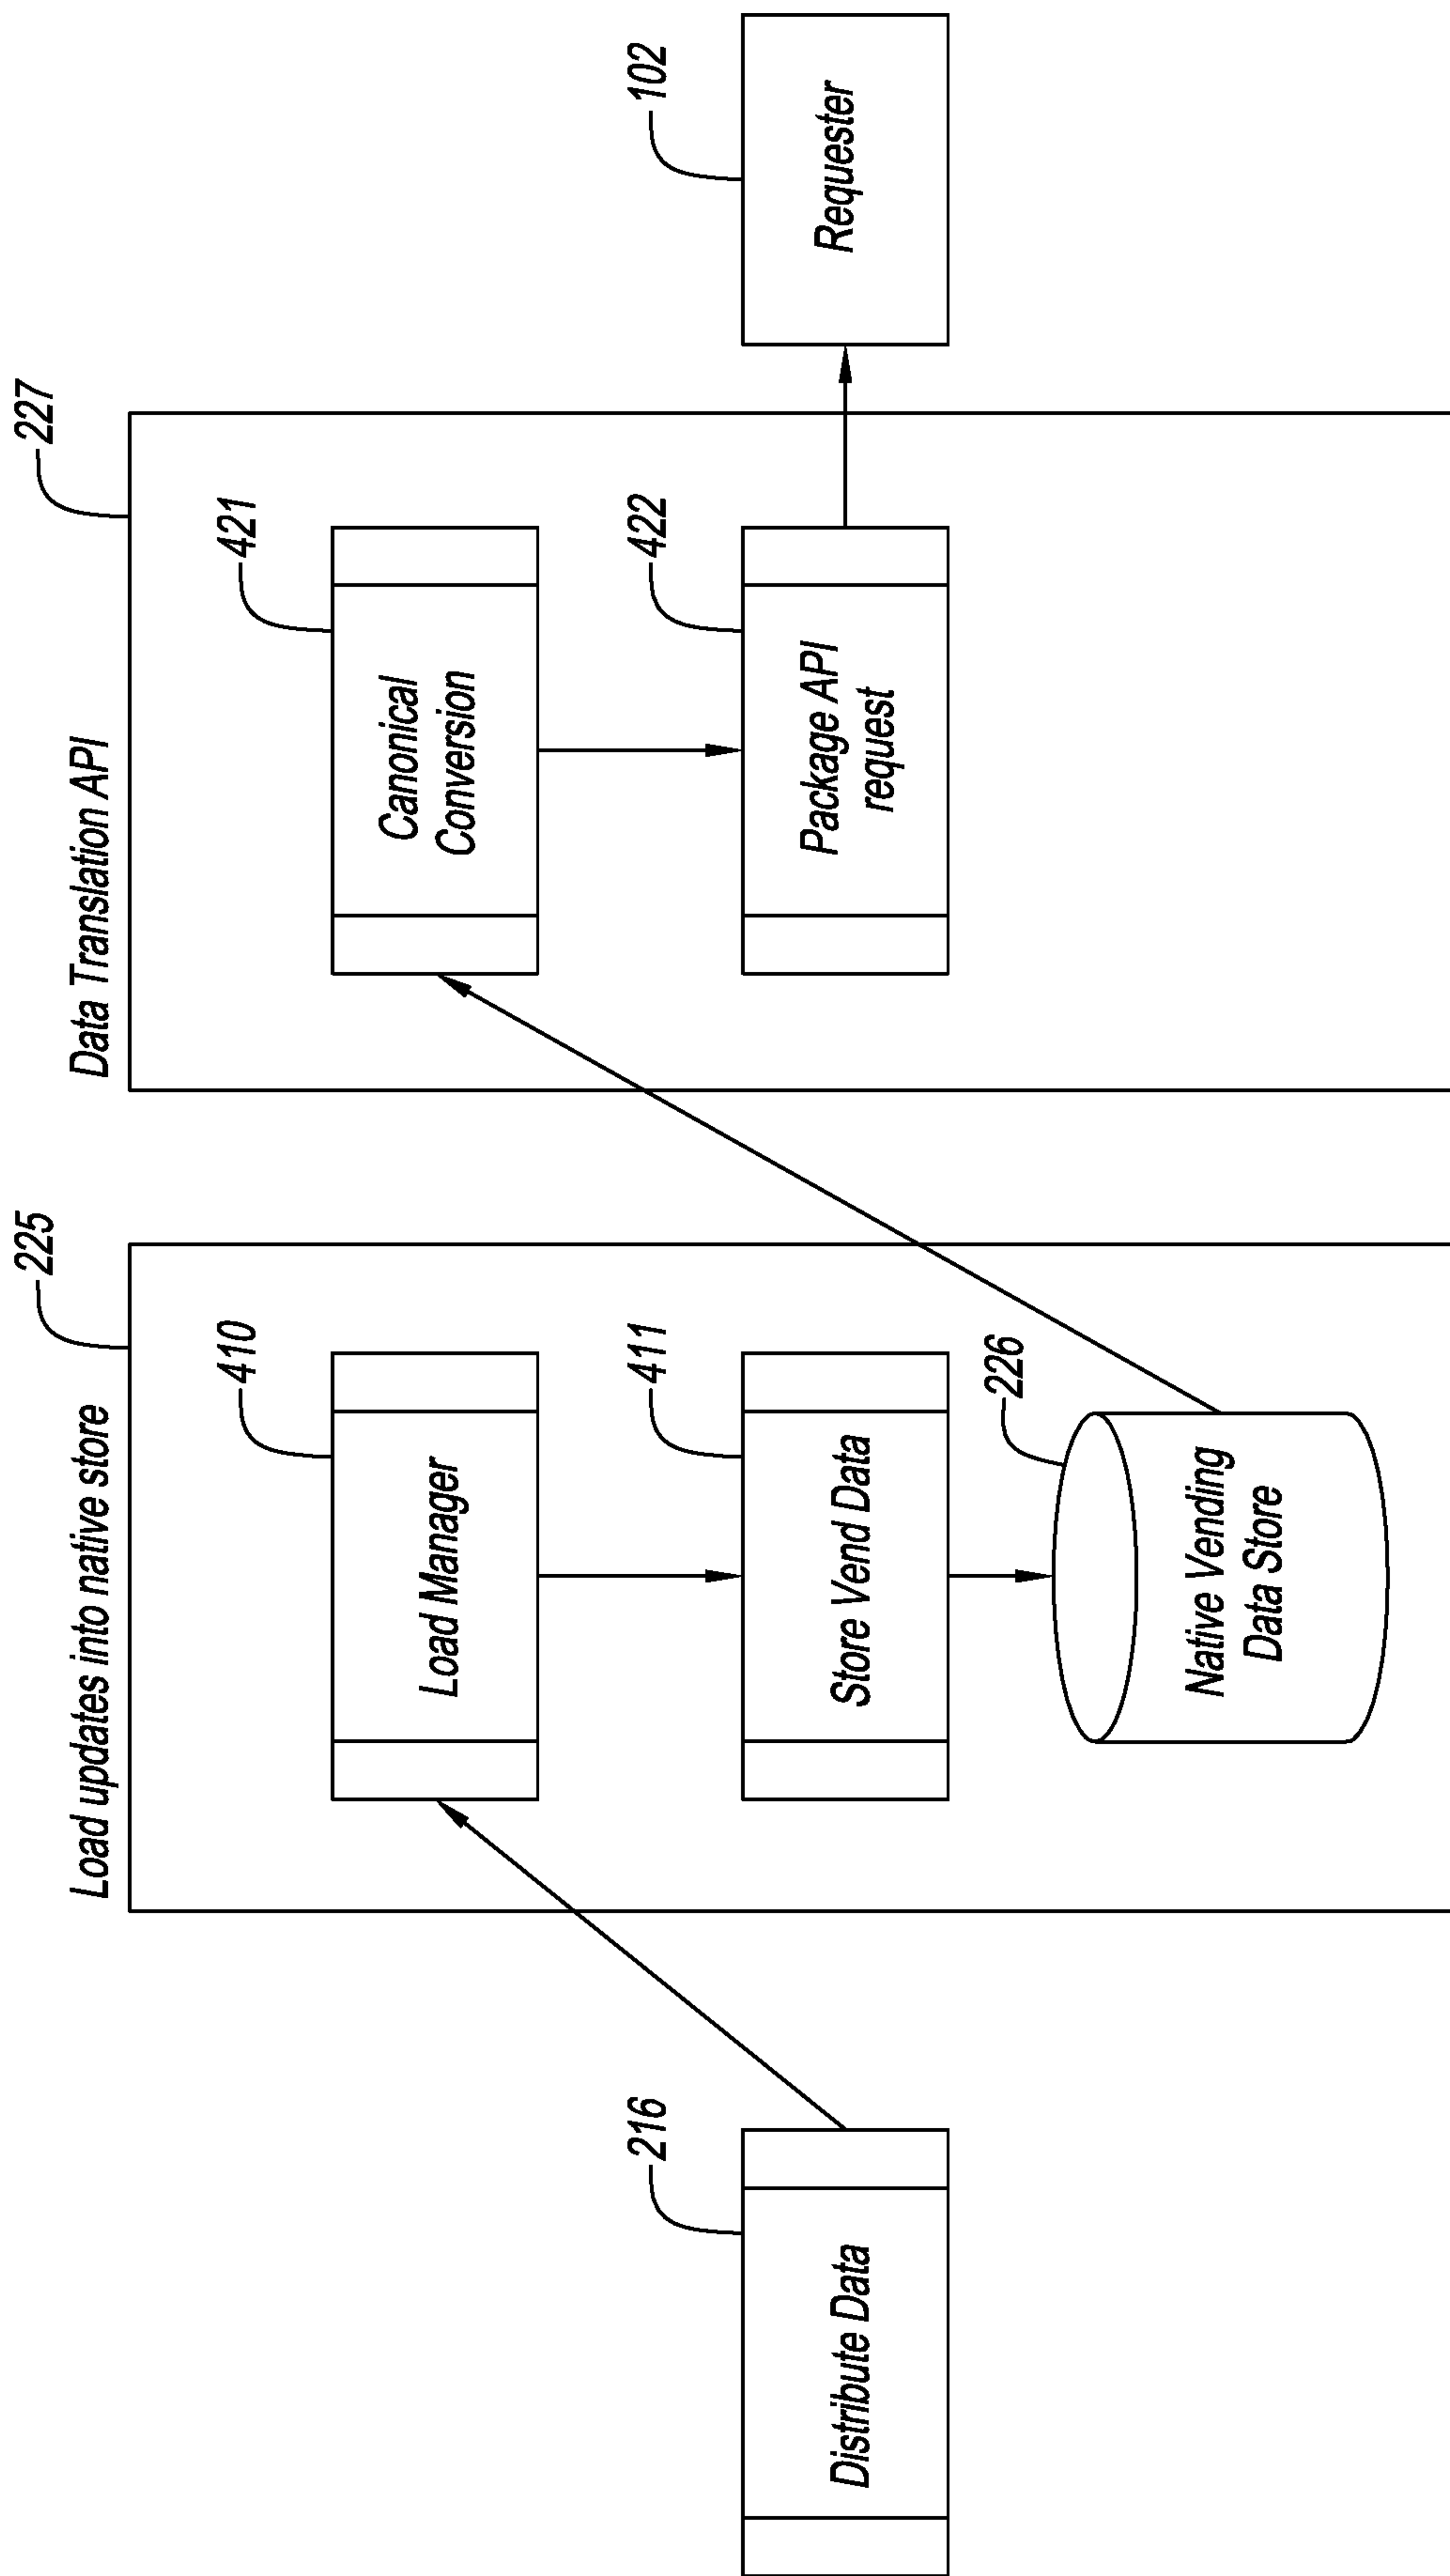 Load updates into native store
225
Data Translation API
227
410
Load Manager
421
Canonical
Conversion
216
Distribute Data
411
Store Vend Data
422
Package API
request
102
Requester
226
Native Vending
Data Store